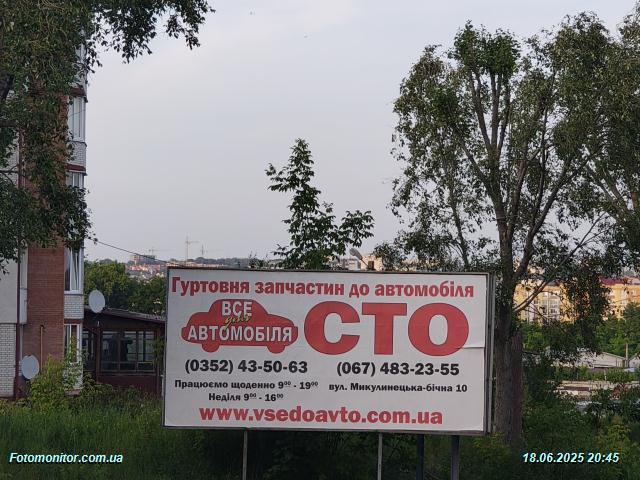 Гуртовня запчастин до автомобіля
ВСЕ
для
АВТОМОБІЛЯ
СТО
(0352) 43-50-63 (067) 483-23-55
Працюємо щоденно 9⁰⁰ - 19⁰⁰ вул. Микулинецька-бічна 10
Неділя 9⁰⁰ - 16⁰⁰
www.vsedoavto.com.ua
Fotomonitor.com.ua
18.06.2025 20:45